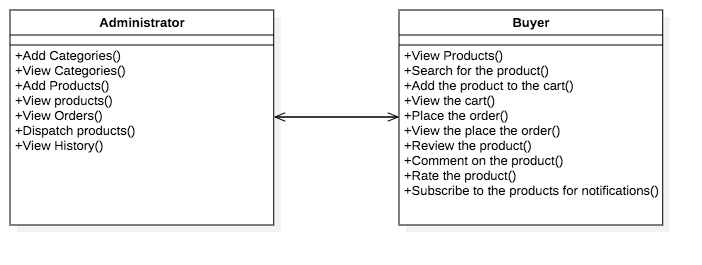 Administrator
+Add Categories()
+View Categories()
+Add Products()
+View products()
+View Orders()
+Dispatch products()
+View History()
Buyer
+View Products()
+Search for the product()
+Add the product to the cart()
+View the cart()
+Place the order()
+View the place the order()
+Review the product()
+Comment on the product()
+Rate the product()
+Subscribe to the products for notifications()